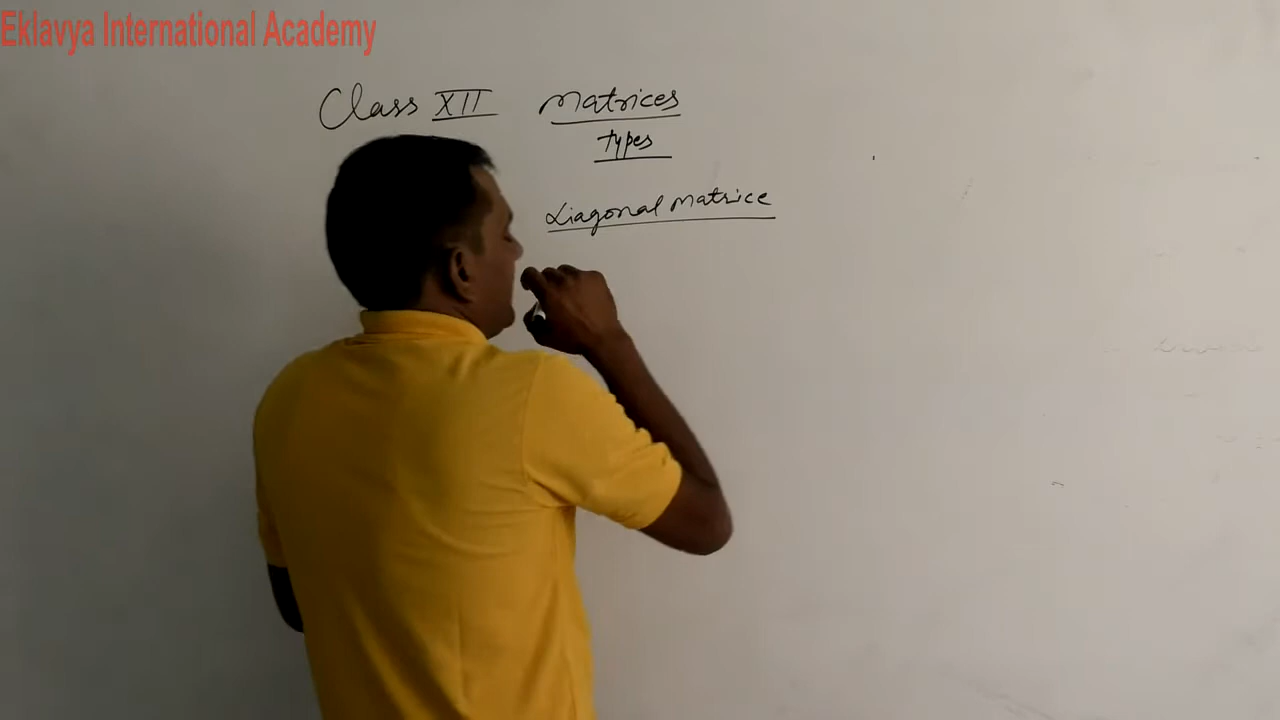 Eklavya International Academy
Class XII Matrices
Types
Diagonal Matrice